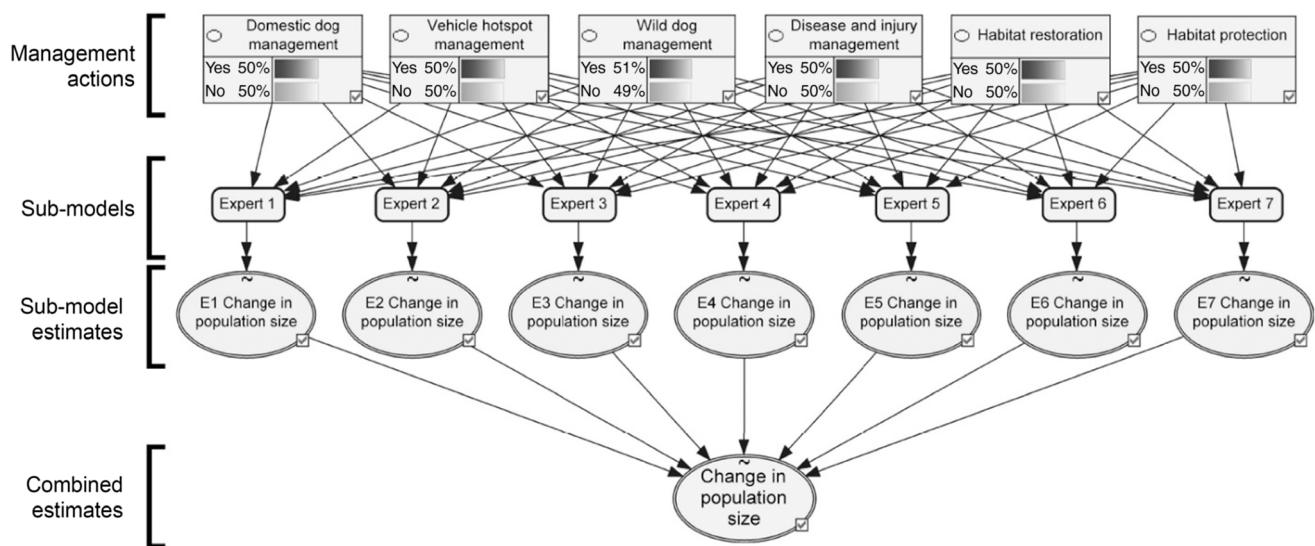 Management
actions
Domestic dog
management
Yes 50%
No 50%
Vehicle hotspot
management
Yes 50%
No 50%
Wild dog
management
Yes 51%
No 49%
Disease and injury
management
Yes 50%
No 50%
Habitat restoration
Yes 50%
No 50%
Habitat protection
Yes 50%
No 50%
Sub-models
Expert 1
Expert 2
Expert 3
Expert 4
Expert 5
Expert 6
Expert 7
Sub-model
estimates
~
E1 Change in
population size
~
E2 Change in
population size
~
E3 Change in
population size
~
E4 Change in
population size
~
E5 Change in
population size
~
E6 Change in
population size
~
E7 Change in
population size
Combined
estimates
~
Change in
population
size